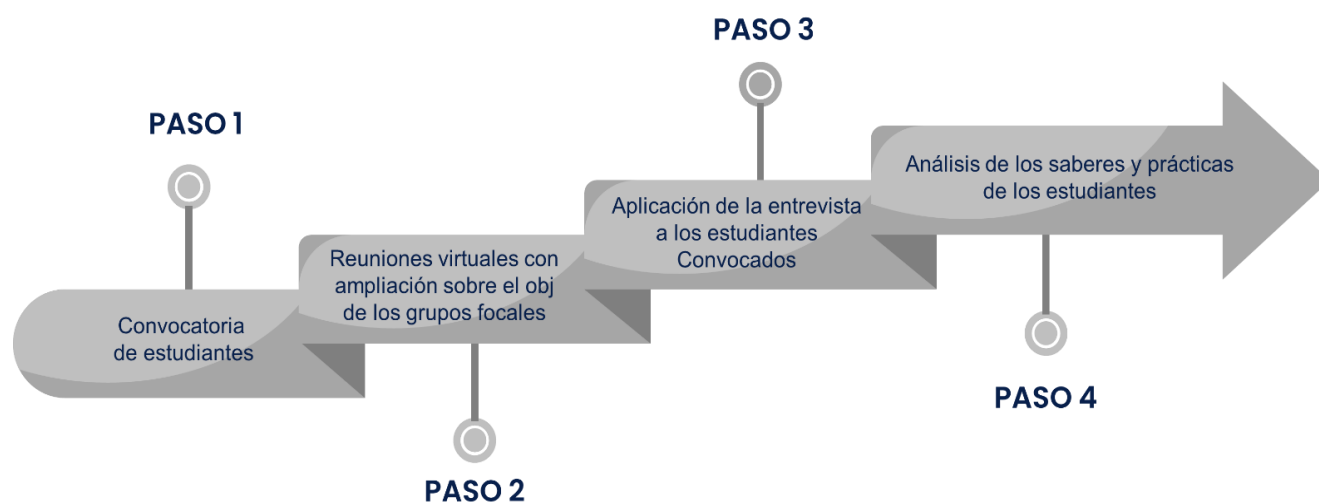 PASO 1
Convocatoria
de estudiantes
PASO 2
Reuniones virtuales con
ampliación sobre el obj
de los grupos focales
PASO 3
Aplicación de la entrevista
a los estudiantes
Convocados
PASO 4
Análisis de los saberes y prácticas
de los estudiantes